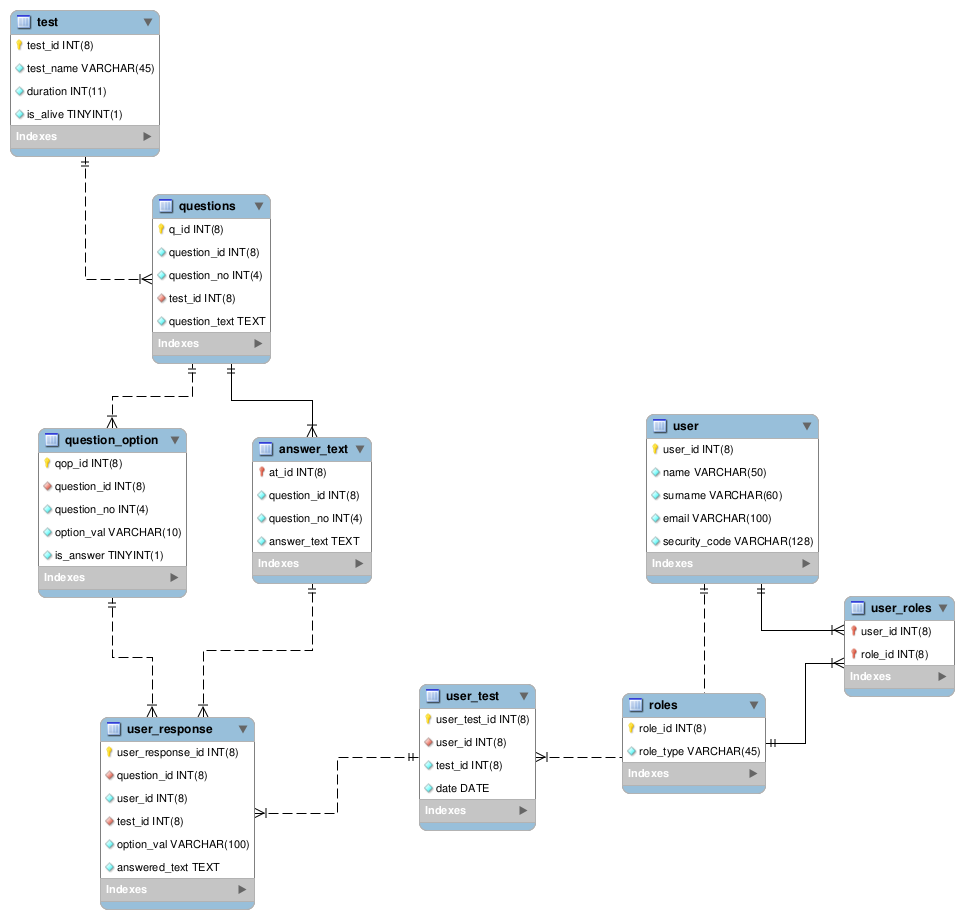 test
test_id INT(8)
test_name VARCHAR(45)
duration INT(11)
is_alive TINYINT(1)
Indexes
questions
q_id INT(8)
question_id INT(8)
question_no INT(4)
test_id INT(8)
question_text TEXT
Indexes
question_option
qop_id INT(8)
question_id INT(8)
question_no INT(4)
option_val VARCHAR(10)
is_answer TINYINT(1)
Indexes
answer_text
at_id INT(8)
question_id INT(8)
question_no INT(4)
answer_text TEXT
Indexes
user
user_id INT(8)
name VARCHAR(50)
surname VARCHAR(60)
email VARCHAR(100)
security_code VARCHAR(128)
Indexes
user_roles
user_id INT(8)
role_id INT(8)
Indexes
user_response
user_response_id INT(8)
question_id INT(8)
user_id INT(8)
test_id INT(8)
option_val VARCHAR(100)
answered_text TEXT
Indexes
user_test
user_test_id INT(8)
user_id INT(8)
test_id INT(8)
date DATE
Indexes
roles
role_id INT(8)
role_type VARCHAR(45)
Indexes